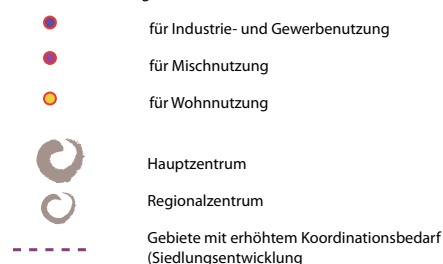 für Industrie- und Gewerbenutzung
für Mischnutzung
für Wohnnutzung
Hauptzentrum
Regionalzentrum
Gebiete mit erhöhtem Koordinationsbedarf
(Siedlungsentwicklung